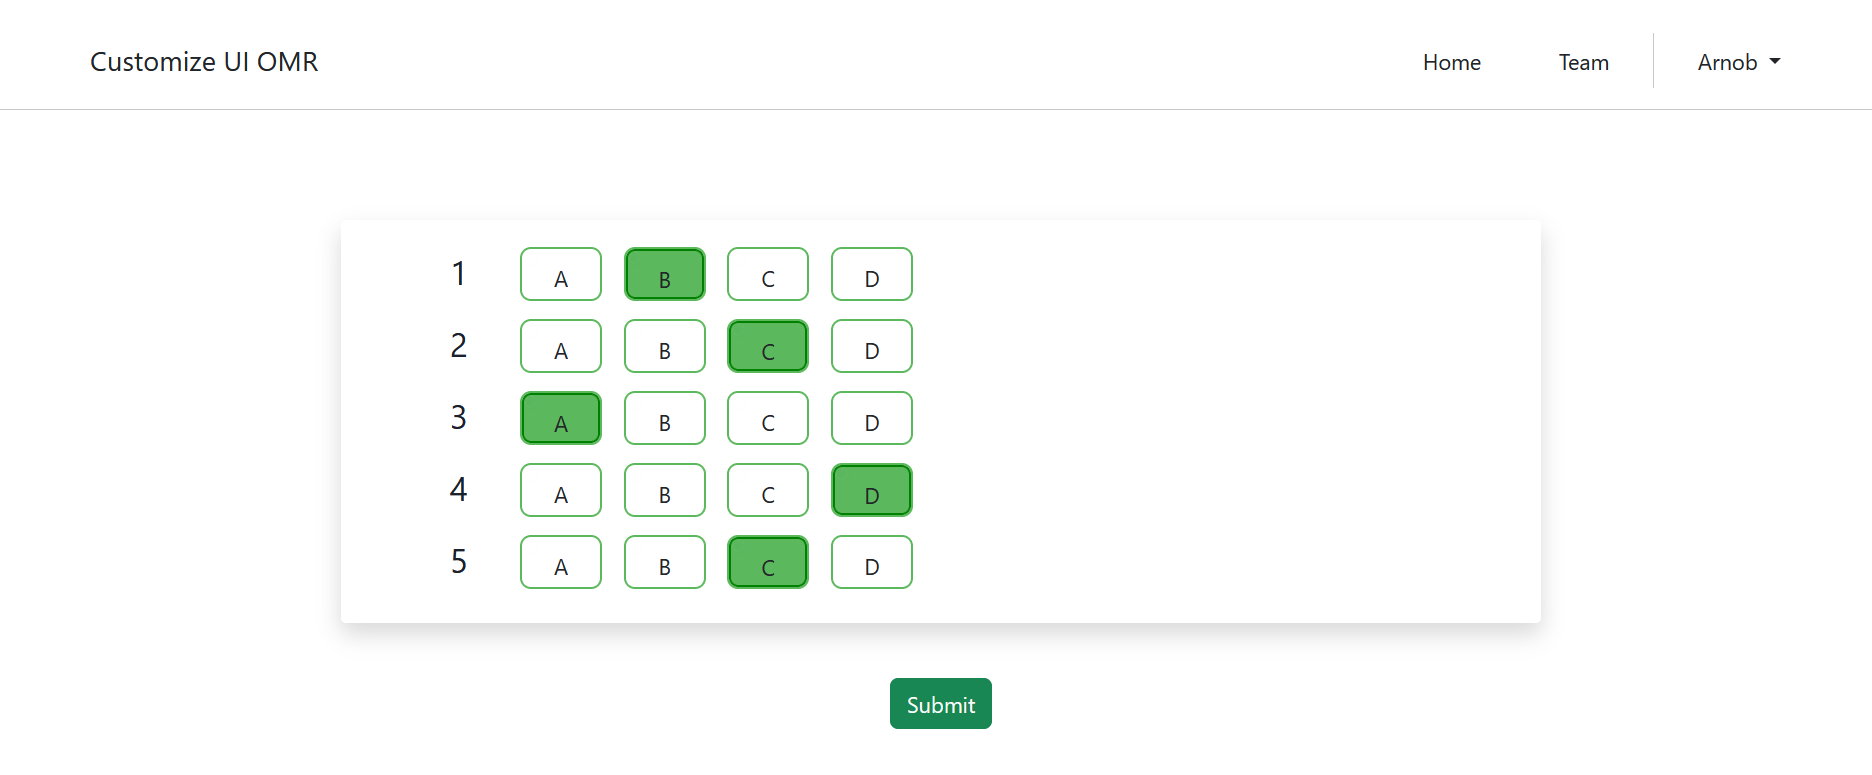 Customize UI OMR Home Team Arnob
1 A B C D
2 A B C D
3 A B C D
4 A B C D
5 A B C D
Submit